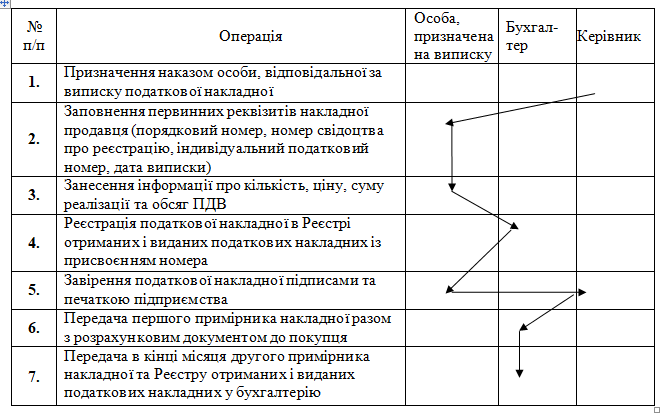 №
п/п
Операція
Особа,
призначена
на виписку
Бухгал-
тер
Керівник
1.
Призначення наказом особи, відповідальної за
виписку податкової накладної
2.
Заповнення первинних реквізитів накладної
продавця (порядковий номер, номер свідоцтва
про реєстрацію, індивідуальний податковий
номер, дата виписки)
3.
Занесення інформації про кількість, ціну, суму
реалізації та обсяг ПДВ
4.
Реєстрація податкової накладної в Реєстрі
отриманих і виданих податкових накладних із
присвоєнням номера
5.
Завірення податкової накладної підписами та
печаткою підприємства
6.
Передача першого примірника накладної разом
з розрахунковим документом до покупця
7.
Передача в кінці місяця другого примірника
накладної та Реєстру отриманих і виданих
податкових накладних у бухгалтерію